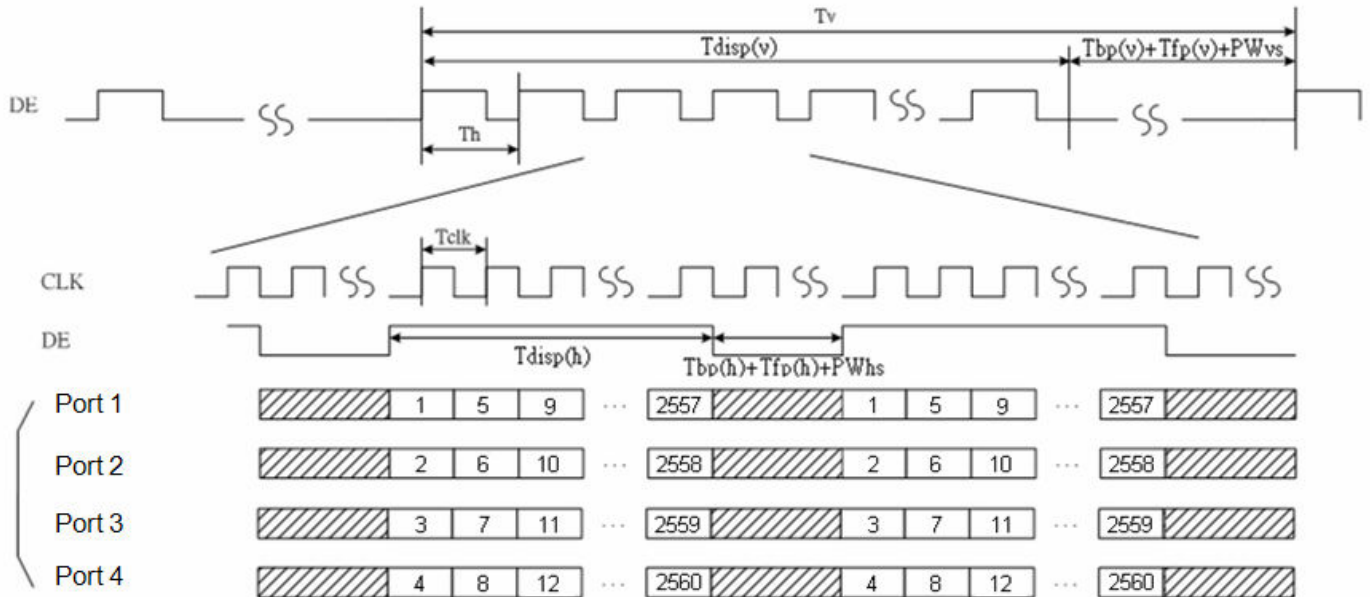 Tv
Tdisp(v) Tbp(v)+Tfp(v)+PWvs
DE
Th
Tclk
CLK
DE
Tdisp(h) Tbp(h)+Tfp(h)+PWhs
Port 1 1 5 9 ... 2557 1 5 9 ... 2557
Port 2 2 6 10 ... 2558 2 6 10 ... 2558
Port 3 3 7 11 ... 2559 3 7 11 ... 2559
Port 4 4 8 12 ... 2560 4 8 12 ... 2560